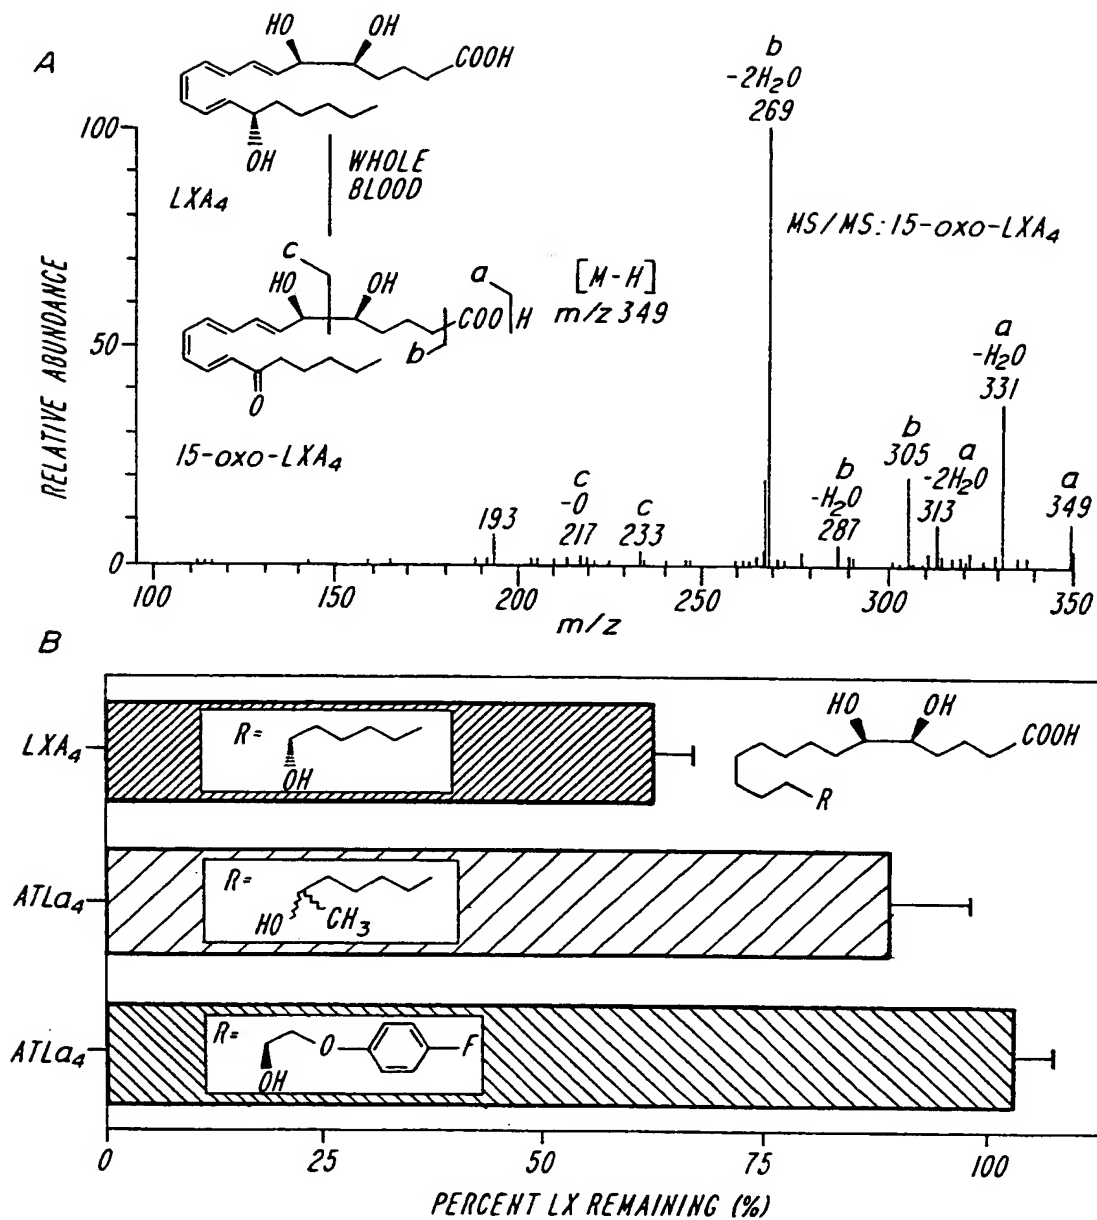 A
HO
OH
COOH
OH
LXA4
WHOLE
BLOOD
c
HO
OH
a
COO H
b
O
15-oxo-LXA4
[M-H]
m/z 349
b
-2H2O
269
MS/MS: 15-oxo-LXA4
a
-H2O
331
b
305
a
-2H2O
313
a
349
b
-H2O
287
c
-O
217
c
233
193
RELATIVE ABUNDANCE
100
50
0
100
150
200
250
300
350
m/z
B
LXA4
R=
OH
HO
OH
COOH
R
ATLa4
R=
HO
CH3
ATLa4
R=
O
F
OH
0
25
50
75
100
PERCENT LX REMAINING (%)